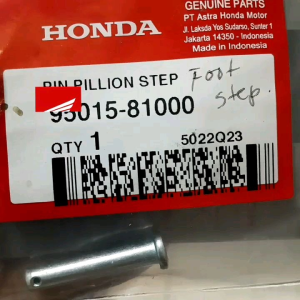 HONDA
GENUINE PARTS
PT Astra Honda Motor
Jl. Laksda Yos Sudarso, Sunter 1
Jakarta 14350 - Indonesia
Made in Indonesia
PIN PILLION STEP
Foot
step.
95015-81000
QTY 1
5022Q23